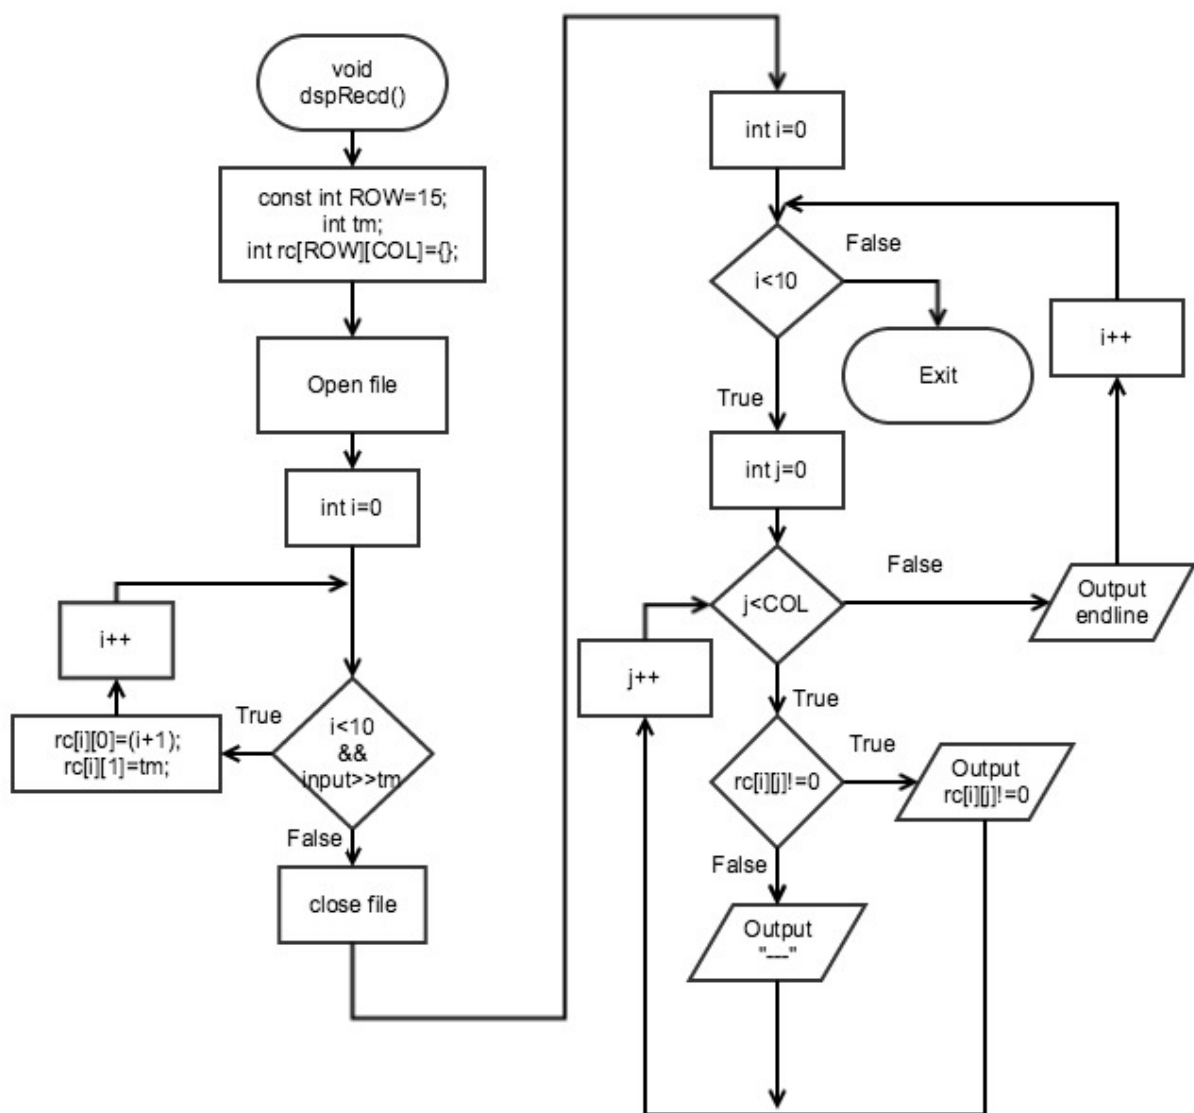 void
dspRecd()
const int ROW=15;
int tm;
int rc[ROW][COL]={};
Open file
int i=0
i++
True
rc[i][0]=(i+1);
rc[i][1]=tm;
i<10
&&
input>>tm
False
close file
int i=0
i<10
False
Exit
i++
True
int j=0
j<COL
False
Output
endline
j++
True
rc[i][j]!=0
True
Output
rc[i][j]!=0
False
Output
"---"